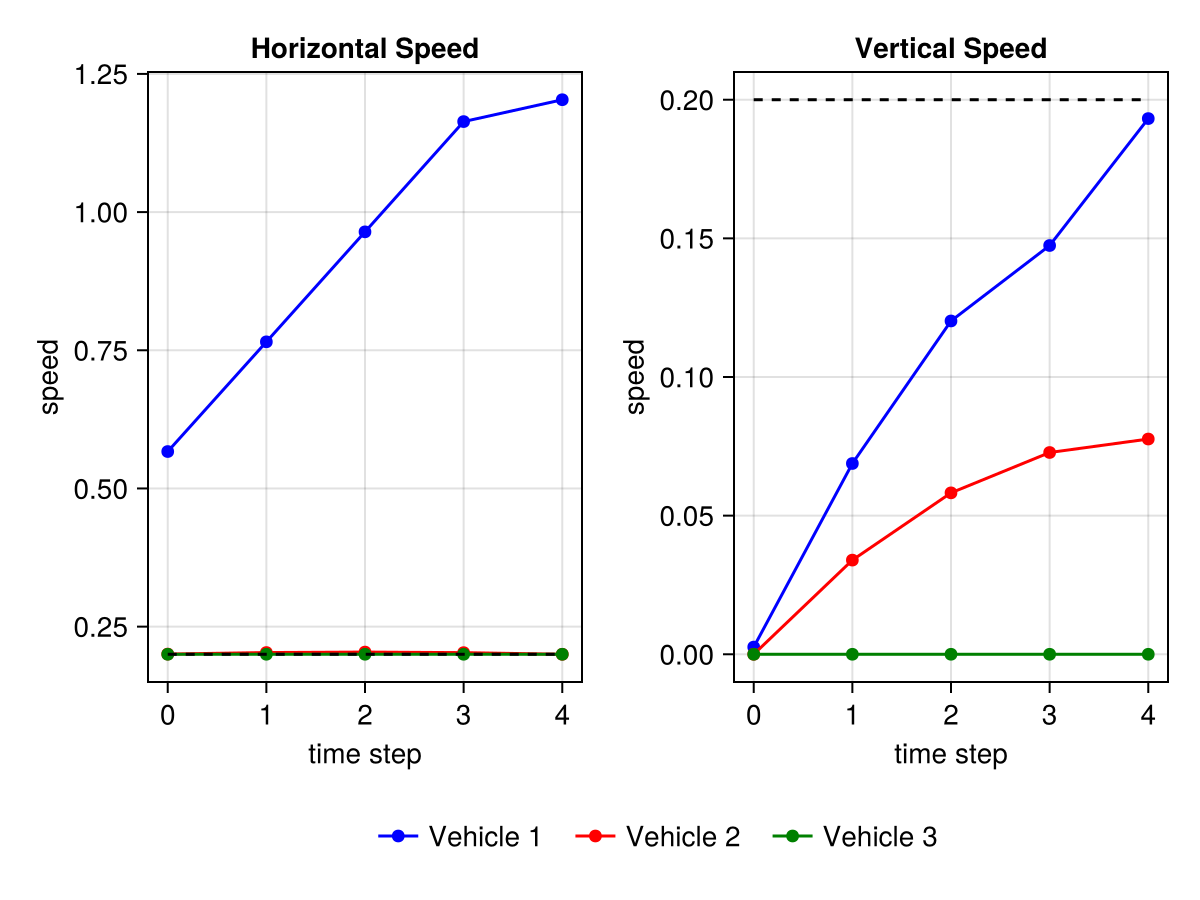 Horizontal Speed
1.25
1.00
0.75
0.50
0.25
speed
0 1 2 3 4
time step
Vertical Speed
0.20
0.15
0.10
0.05
0.00
speed
0 1 2 3 4
time step
Vehicle 1 Vehicle 2 Vehicle 3